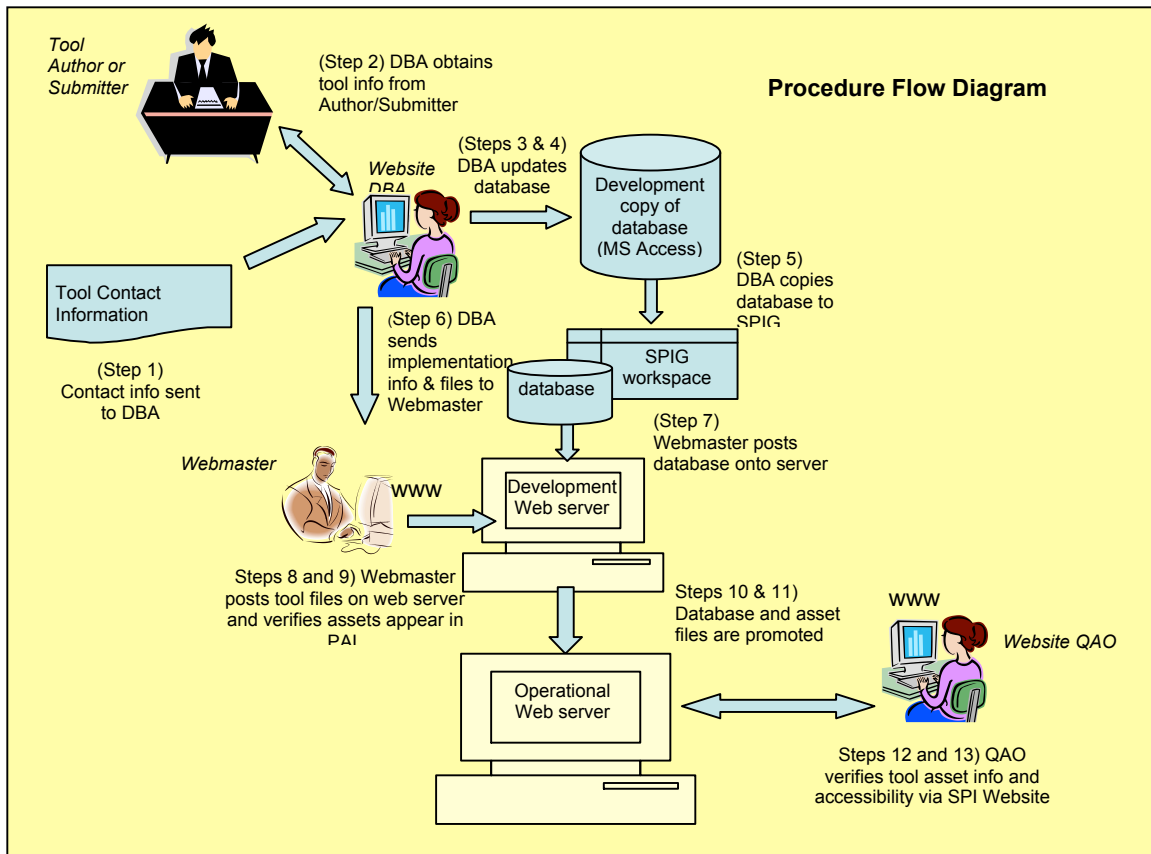 Tool
Author or
Submitter
(Step 2) DBA obtains
tool info from
Author/Submitter
Procedure Flow Diagram
(Steps 3 & 4)
DBA updates
database
Website
DBA
Development
copy of
database
(MS Access)
Tool Contact
Information
(Step 5)
DBA copies
database to
SPIG
(Step 1)
Contact info sent
to DBA
(Step 6) DBA
sends
implementation
info & files to
Webmaster
SPIG
workspace
database
(Step 7)
Webmaster posts
database onto server
Webmaster
WWW
Development
Web server
Steps 8 and 9) Webmaster
posts tool files on web server
and verifies assets appear in
PAL
Steps 10 & 11)
Database and asset
files are promoted
WWW
Website QAO
Operational
Web server
Steps 12 and 13) QAO
verifies tool asset info and
accessibility via SPI Website